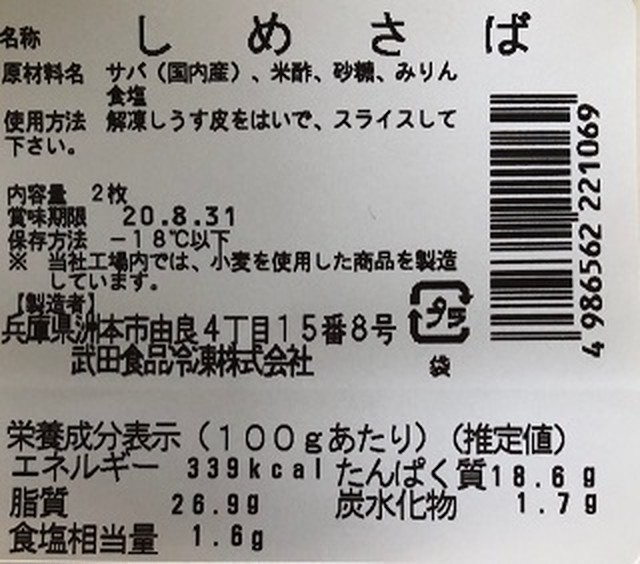 名称 しめさば
原材料名 サバ（国内産）、米酢、砂糖、みりん
食塩
使用方法 解凍しうす皮をはいで、スライスして
下さい。
内容量 2枚
賞味期限 20.8.31
保存方法 －18℃以下
※ 当社工場内では、小麦を使用した商品を製造
しています。
【製造者】
兵庫県洲本市由良4丁目15番8号
武田食品冷凍株式会社
プラ
袋
4 986562 221069
栄養成分表示（100gあたり）（推定値）
エネルギー 339kcal たんぱく質18.6g
脂質 26.9g 炭水化物 1.7g
食塩相当量 1.6g